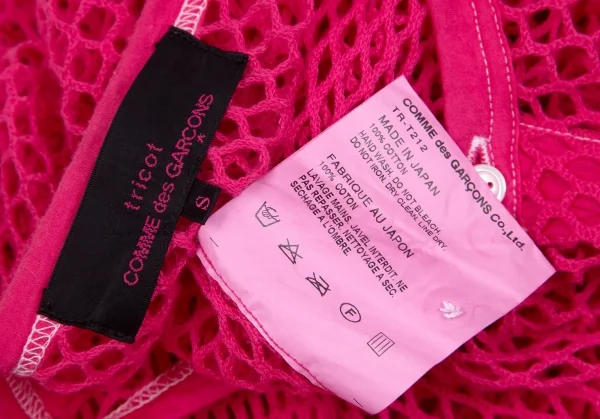 tricot
COMME des GARÇONS
S
COMME des GARÇONS Co.,Ltd.
TR-T212
MADE IN JAPAN
100% COTTON
HAND WASH. DO NOT BLEACH.
DO NOT IRON. DRY CLEAN. LINE DRY.
FABRIQUE AU JAPON
100% COTON
LAVAGE MAINS. JAVEL INTERDIT. NE
PAS REPASSER. NETTOYAGE A SEC.
SECHAGE A L'OMBRE.
F